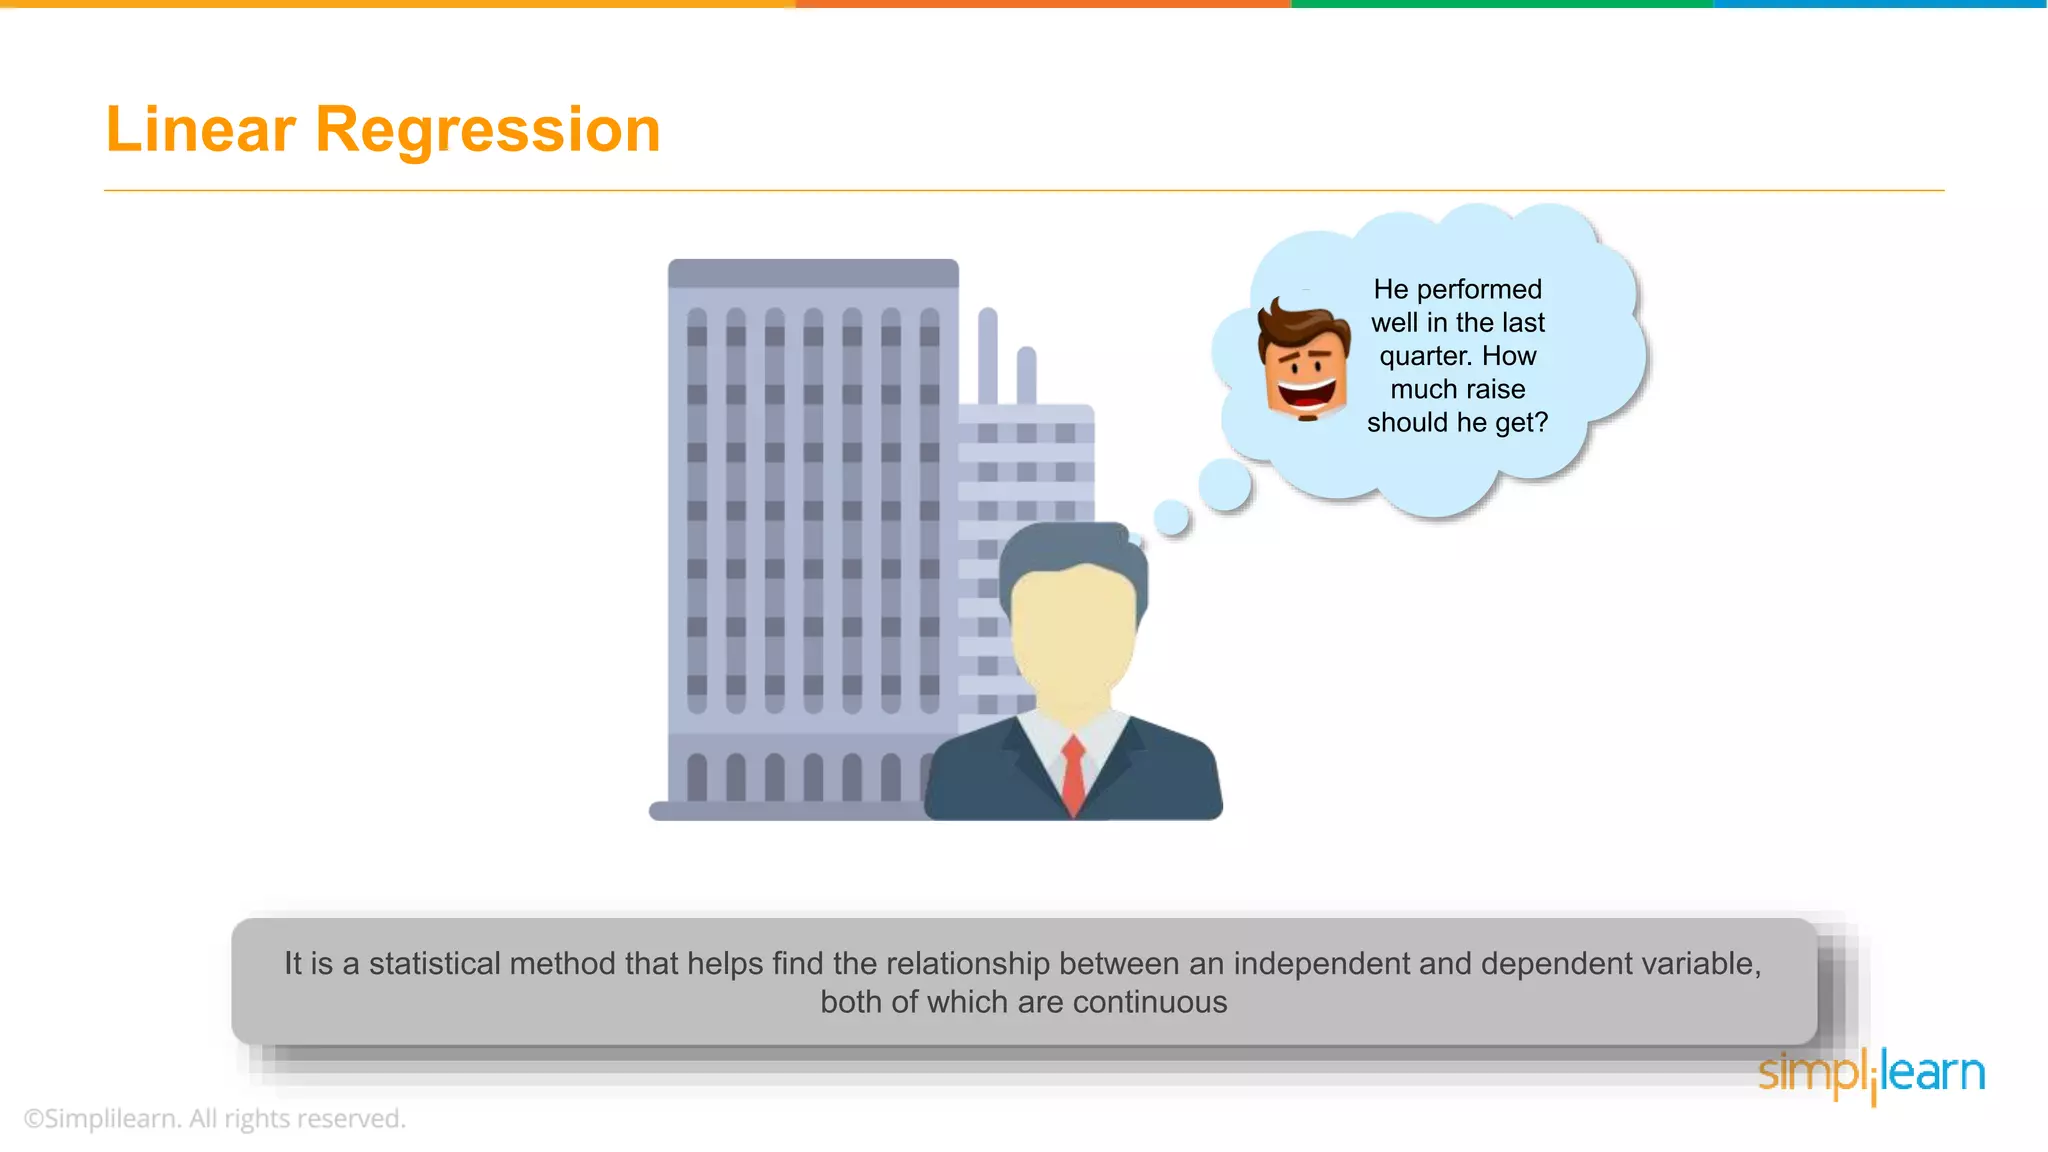 Linear Regression
He performed
well in the last
quarter. How
much raise
should he get?
It is a statistical method that helps find the relationship between an independent and dependent variable,
both of which are continuous
simplilearn
©Simplilearn. All rights reserved.